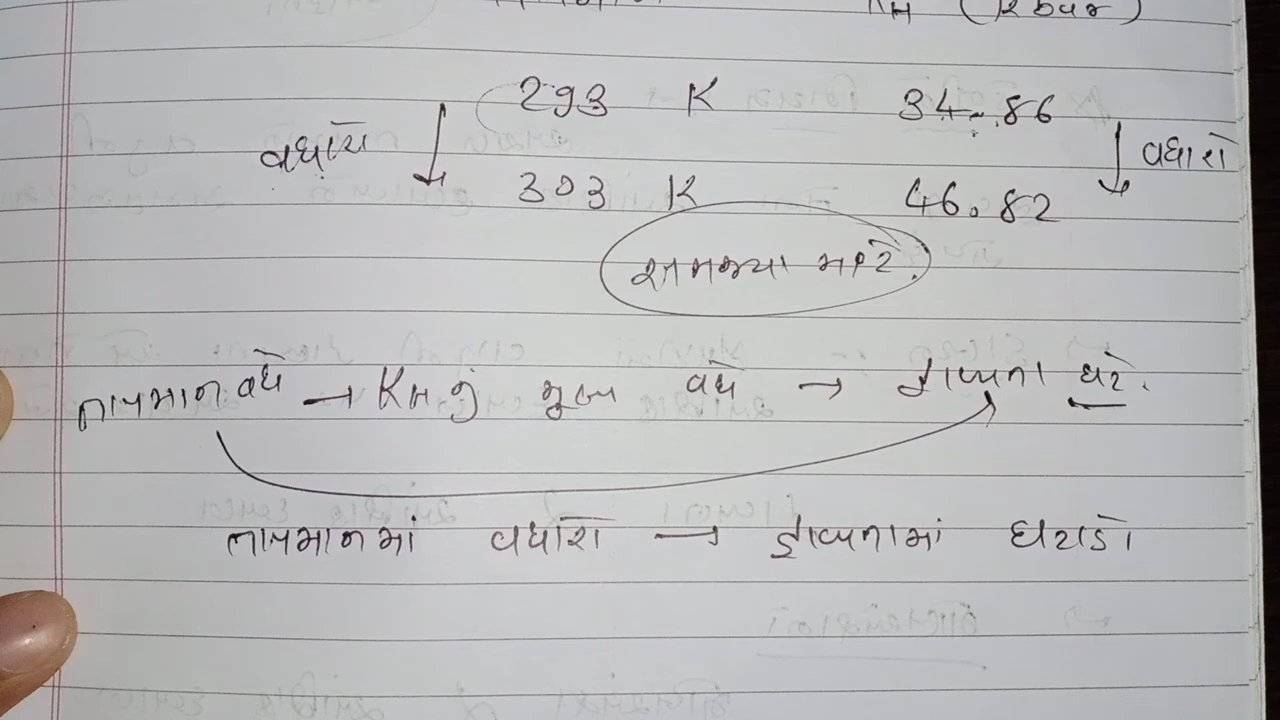 KH (k bar)
293 K 34.86
વધારો ↓ ↓ વધારો
303 K 46.82
સમજવા માટે.
તાપમાન વધે → KH નું મૂલ્ય વધે → દ્રાવ્યતા ઘટે.
તાપમાનમાં વધારો → દ્રાવ્યતામાં ઘટાડો